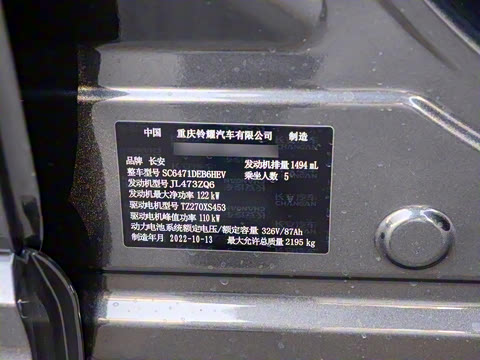 中国 重庆铃耀汽车有限公司 制造
品牌 长安 发动机排量 1494 mL
整车型号 SC6471DEB6HEV 乘坐人数 5
发动机型号 JL473ZQ6
发动机最大净功率 122 kW
驱动电机型号 TZ270XS453
驱动电机峰值功率 110 kW
动力电池系统额定电压/额定容量 326V/87Ah
制造年月 2022-10-13 最大允许总质量 2195 kg